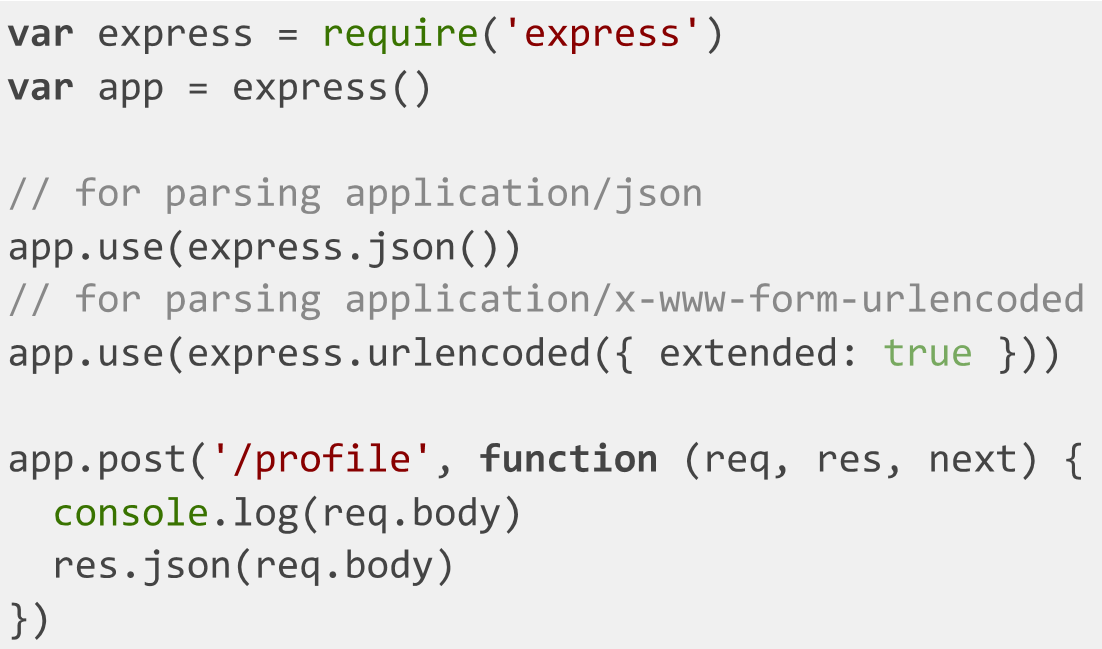 var express = require('express')
var app = express()

// for parsing application/json
app.use(express.json())
// for parsing application/x-www-form-urlencoded
app.use(express.urlencoded({ extended: true }))

app.post('/profile', function (req, res, next) {
  console.log(req.body)
  res.json(req.body)
})